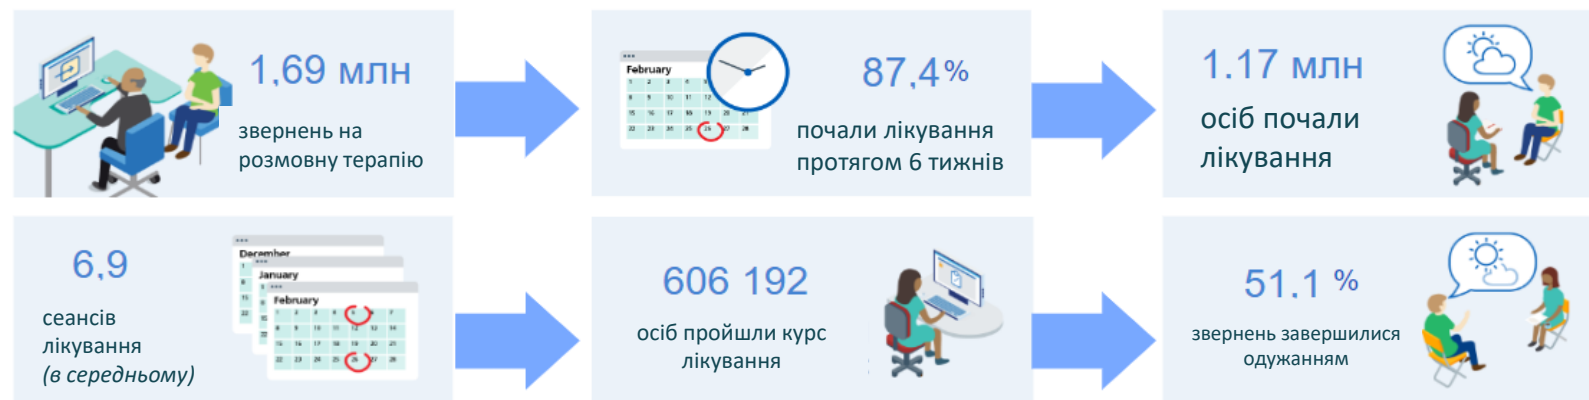 1,69 млн
звернень на
розмовну терапію
February
87,4%
почали лікування
протягом 6 тижнів
1.17 млн
осіб почали
лікування
6,9
сеансів
лікування
(в середньому)
December
January
February
606 192
осіб пройшли курс
лікування
51.1 %
звернень завершилися
одужанням